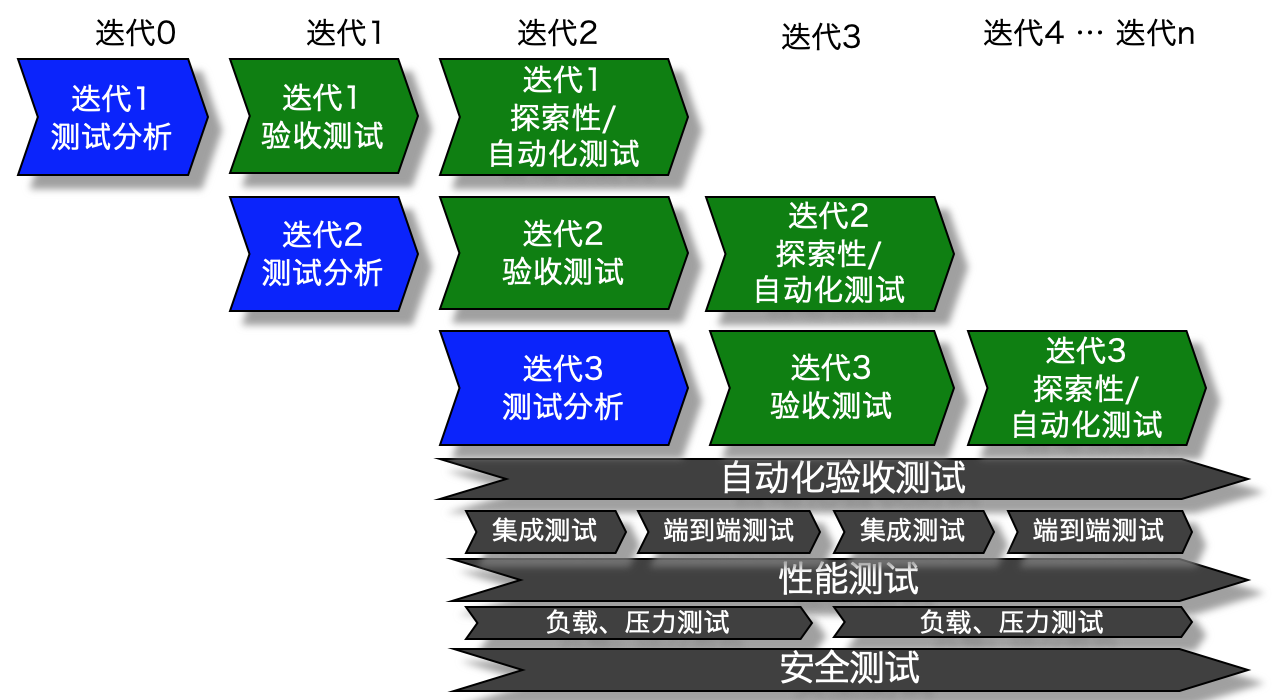 迭代0
迭代1
迭代2
迭代3
迭代4 … 迭代n
迭代1
测试分析
迭代1
验收测试
迭代1
探索性/
自动化测试
迭代2
测试分析
迭代2
验收测试
迭代2
探索性/
自动化测试
迭代3
测试分析
迭代3
验收测试
迭代3
探索性/
自动化测试
自动化验收测试
集成测试
端到端测试
集成测试
端到端测试
性能测试
负载、压力测试
负载、压力测试
安全测试